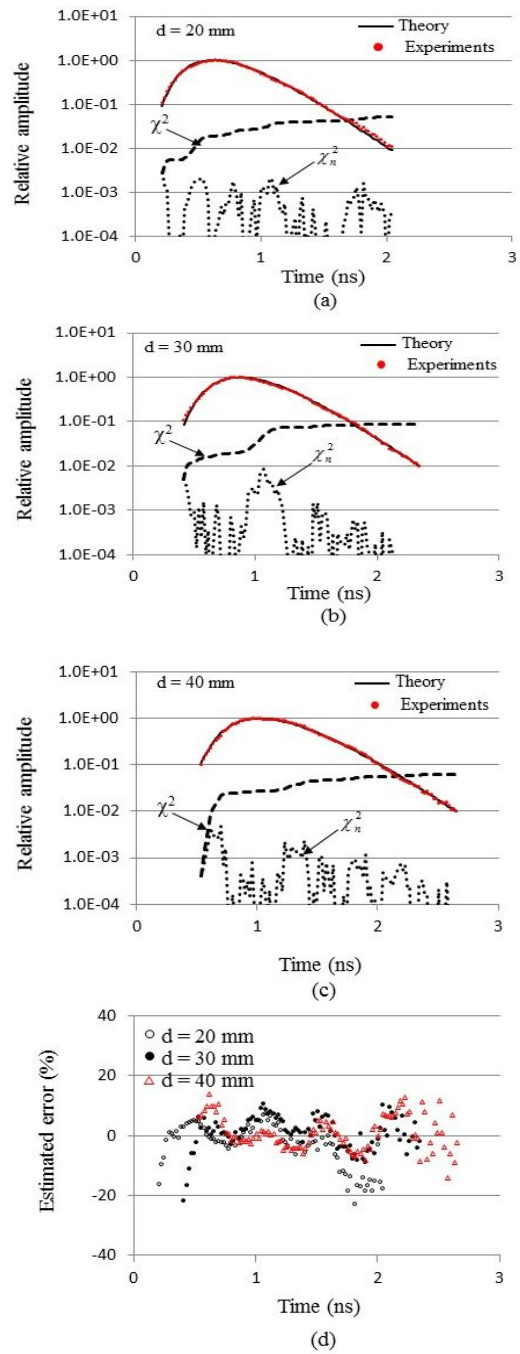 d = 20 mm
Theory
Experiments
Relative amplitude
1.0E+01
1.0E+00
1.0E-01
1.0E-02
1.0E-03
1.0E-04
χ²
χₙ²
0
1
2
3
Time (ns)
(a)
d = 30 mm
Theory
Experiments
Relative amplitude
1.0E+01
1.0E+00
1.0E-01
1.0E-02
1.0E-03
1.0E-04
χ²
χₙ²
0
1
2
3
Time (ns)
(b)
d = 40 mm
Theory
Experiments
Relative amplitude
1.0E+01
1.0E+00
1.0E-01
1.0E-02
1.0E-03
1.0E-04
χ²
χₙ²
0
1
2
3
Time (ns)
(c)
Estimated error (%)
40
20
0
-20
-40
d = 20 mm
d = 30 mm
d = 40 mm
0
1
2
3
Time (ns)
(d)